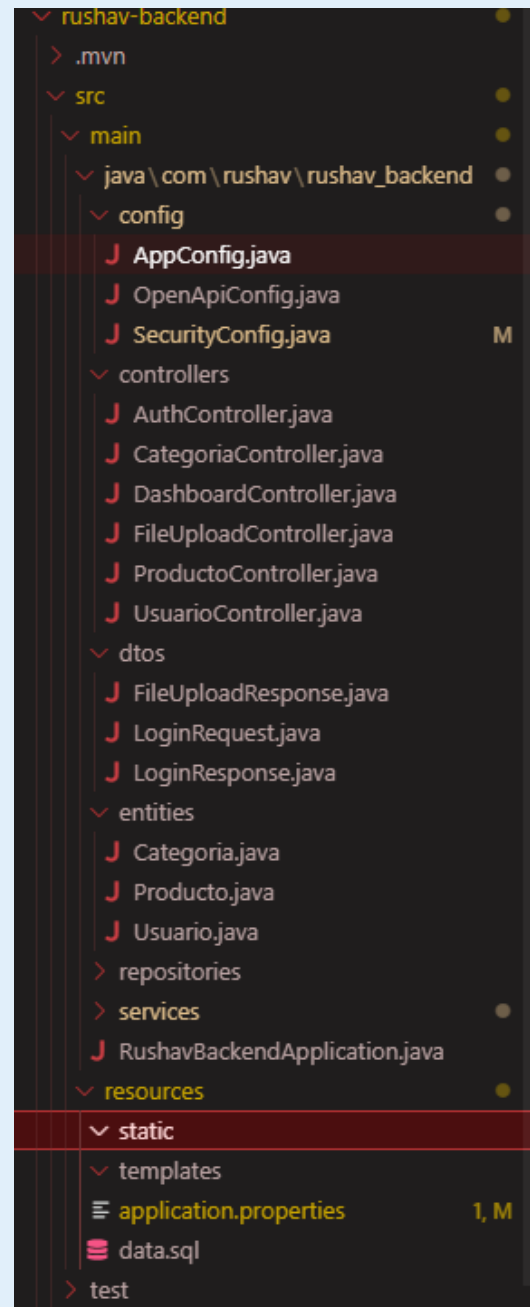 rushav-backend
.mvn
src
main
java\com\rushav\rushav_backend
config
AppConfig.java
OpenApiConfig.java
SecurityConfig.java M
controllers
AuthController.java
CategoriaController.java
DashboardController.java
FileUploadController.java
ProductoController.java
UsuarioController.java
dtos
FileUploadResponse.java
LoginRequest.java
LoginResponse.java
entities
Categoria.java
Producto.java
Usuario.java
repositories
services
RushavBackendApplication.java
resources
static
templates
application.properties 1, M
data.sql
test